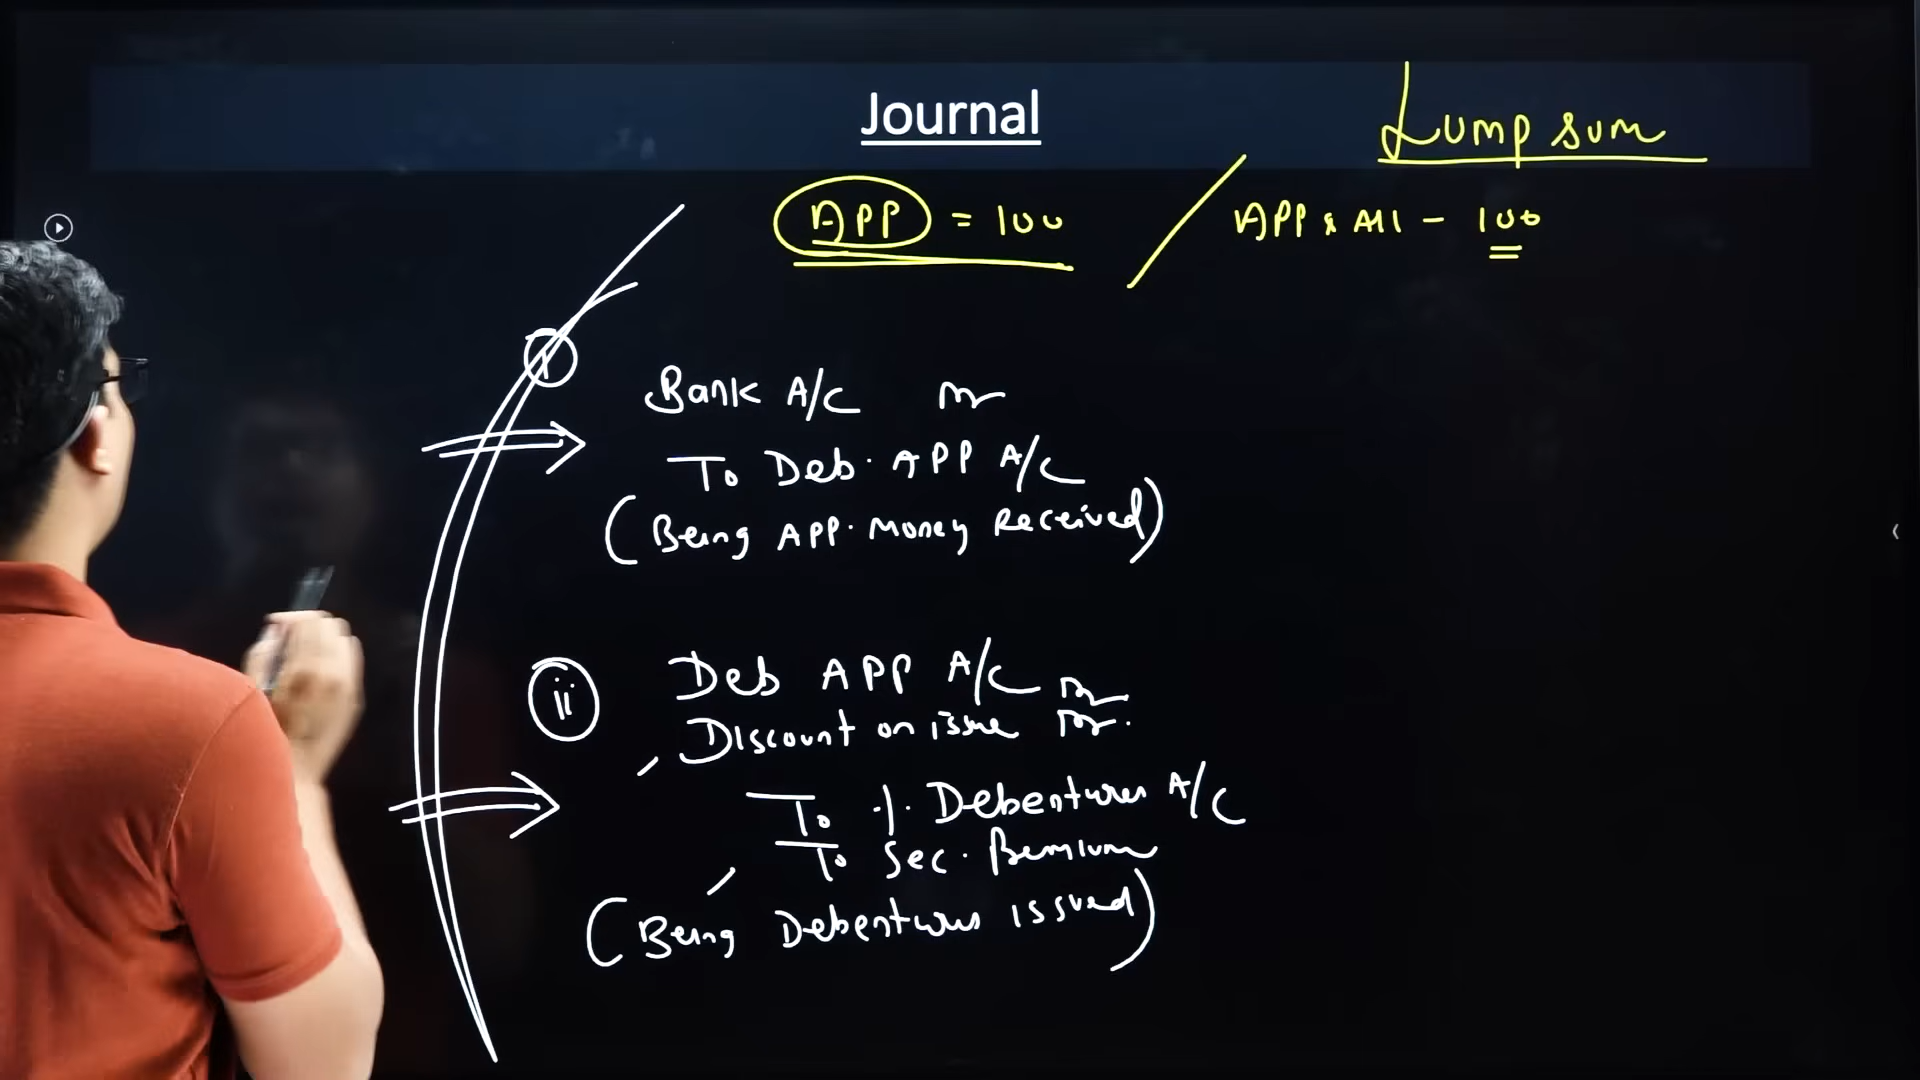 Journal
Lump sum
APP = 100
APP & All - 100
i
Bank A/c Dr
To Deb. APP A/c
(Being APP. Money Received)
ii
Deb APP A/c Dr
Discount on issue Dr.
To %. Debentures A/c
To Sec. Premium
(Being Debentures issued)